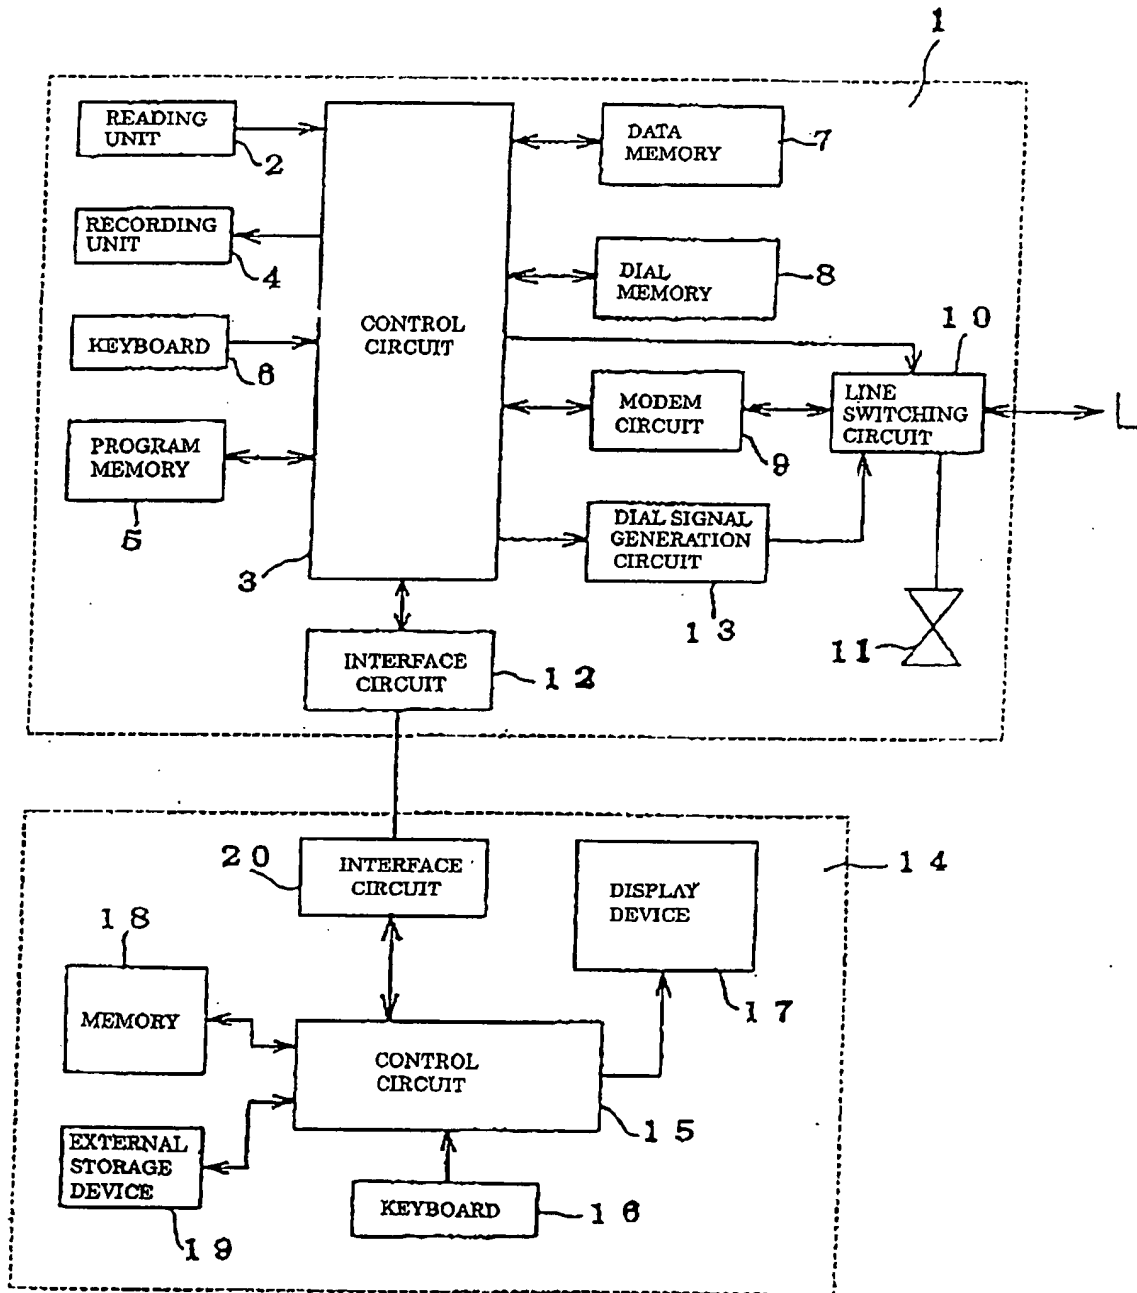 1
READING
UNIT
2
RECORDING
UNIT
4
KEYBOARD
6
PROGRAM
MEMORY
5
CONTROL
CIRCUIT
3
DATA
MEMORY
7
DIAL
MEMORY
8
10
MODEM
CIRCUIT
9
LINE
SWITCHING
CIRCUIT
L
DIAL SIGNAL
GENERATION
CIRCUIT
13
11
INTERFACE
CIRCUIT
12
20
INTERFACE
CIRCUIT
DISPLAY
DEVICE
14
17
18
MEMORY
CONTROL
CIRCUIT
15
EXTERNAL
STORAGE
DEVICE
19
KEYBOARD
16